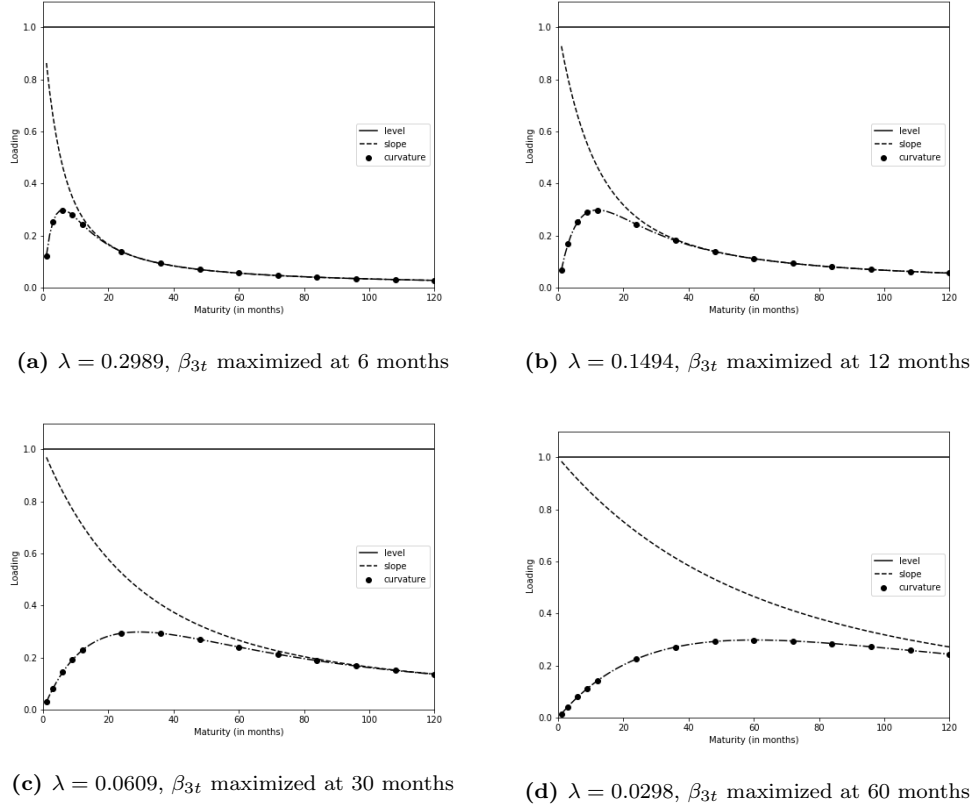 1.0
0.8
0.6
0.4
0.2
0.0
Loading
level
slope
curvature
0 20 40 60 80 100 120
Maturity (in months)
(a) λ = 0.2989, β3t maximized at 6 months
1.0
0.8
0.6
0.4
0.2
0.0
Loading
level
slope
curvature
0 20 40 60 80 100 120
Maturity (in months)
(b) λ = 0.1494, β3t maximized at 12 months
1.0
0.8
0.6
0.4
0.2
0.0
Loading
level
slope
curvature
0 20 40 60 80 100 120
Maturity (in months)
(c) λ = 0.0609, β3t maximized at 30 months
1.0
0.8
0.6
0.4
0.2
0.0
Loading
level
slope
curvature
0 20 40 60 80 100 120
Maturity (in months)
(d) λ = 0.0298, β3t maximized at 60 months